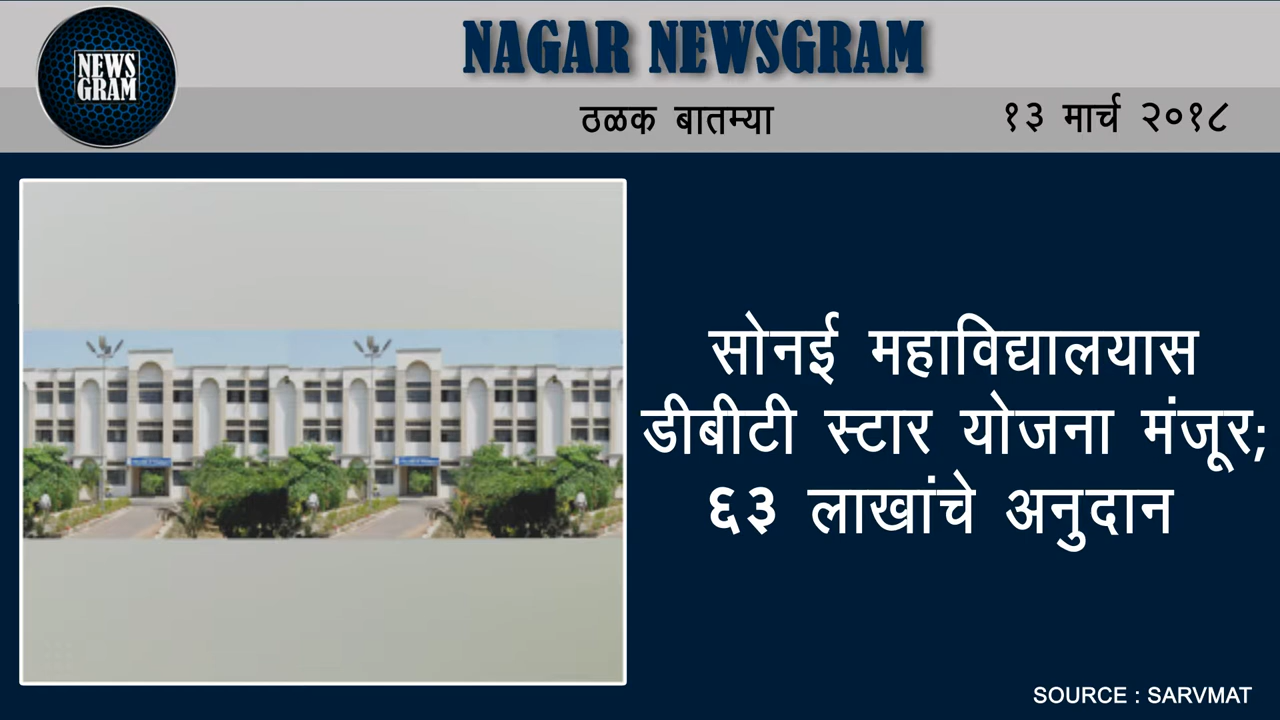 NEWS
GRAM
NAGAR NEWSGRAM
ठळक बातम्या
१३ मार्च २०१८
सोनई महाविद्यालयास
डीबीटी स्टार योजना मंजूर;
६३ लाखांचे अनुदान
SOURCE : SARVMAT